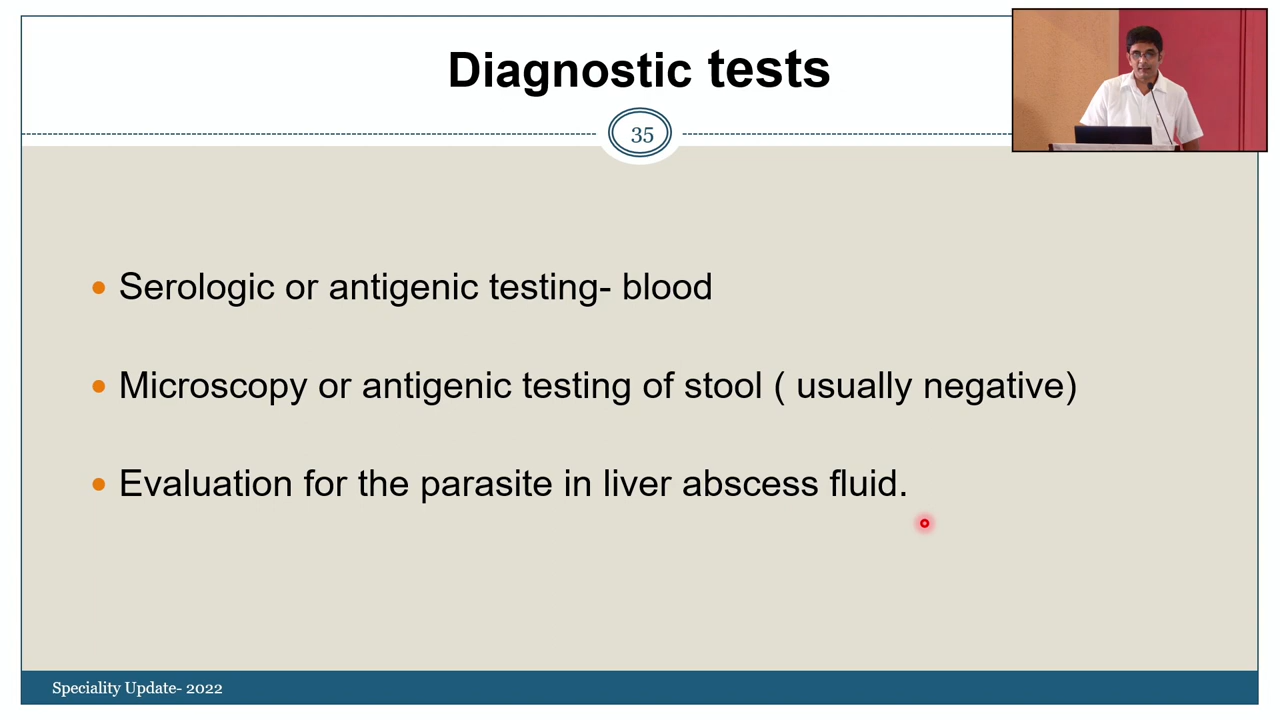 Diagnostic tests
35
• Serologic or antigenic testing- blood
• Microscopy or antigenic testing of stool ( usually negative)
• Evaluation for the parasite in liver abscess fluid.
Speciality Update- 2022